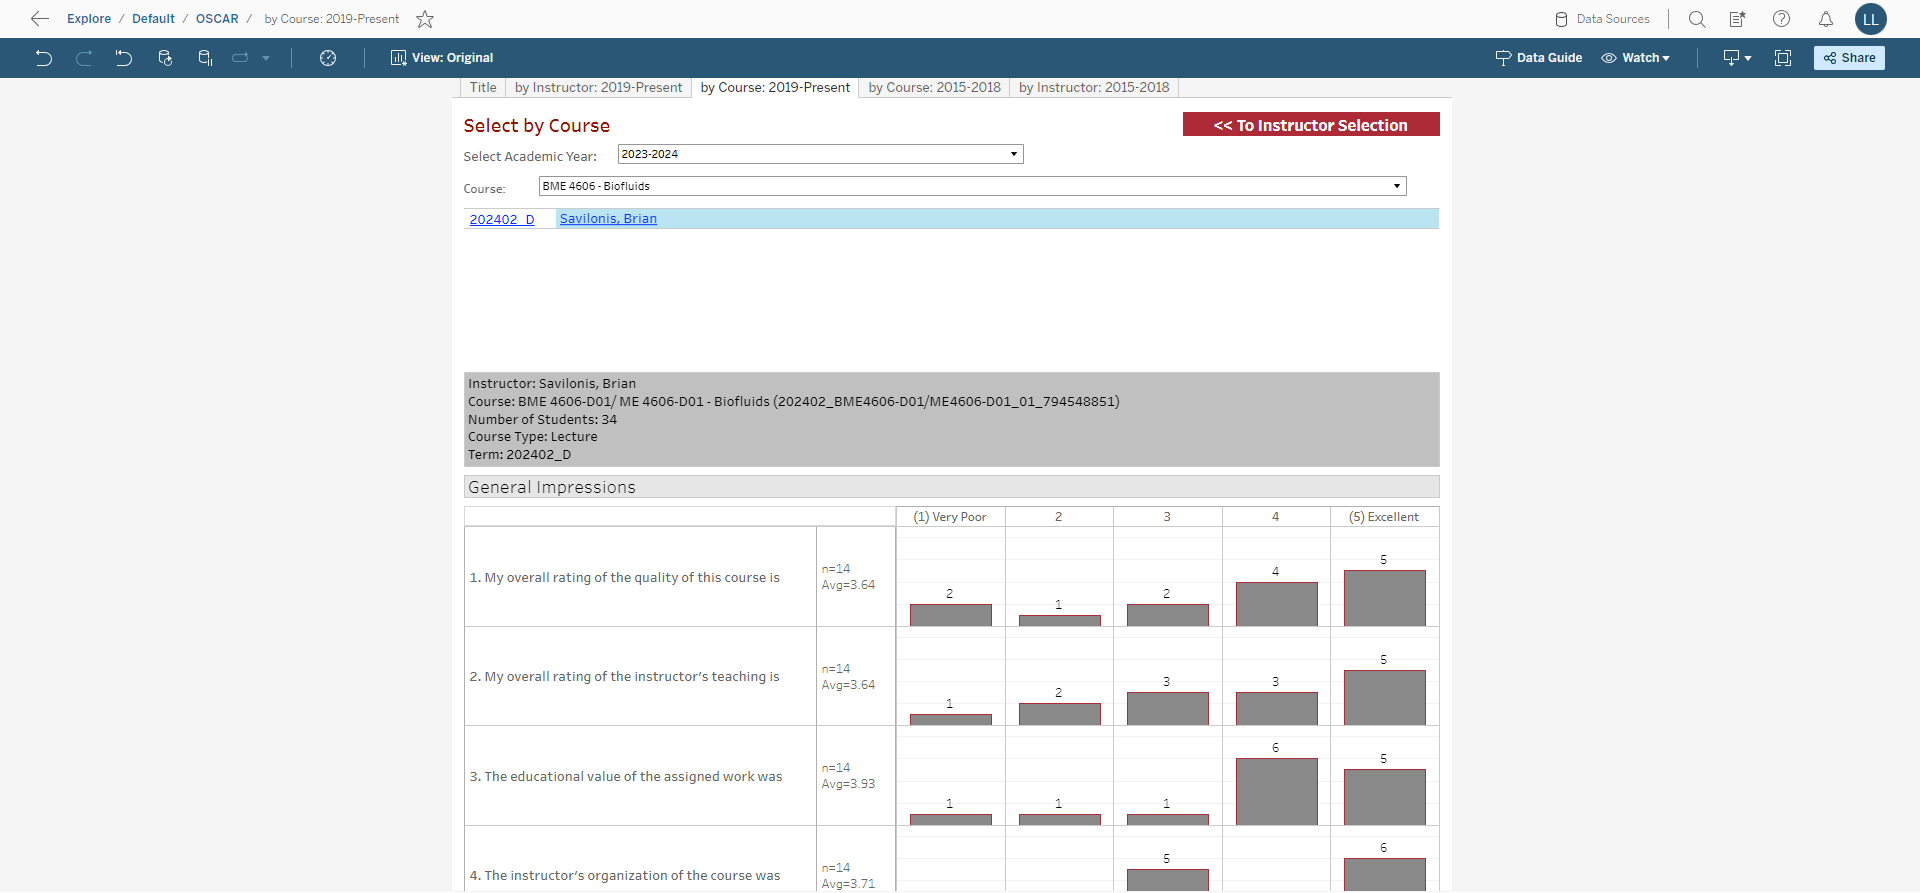 Explore / Default / OSCAR / by Course: 2019-Present
Data Sources
LL
View: Original
Data Guide
Watch
Share
Title
by Instructor: 2019-Present
by Course: 2019-Present
by Course: 2015-2018
by Instructor: 2015-2018
Select by Course
<< To Instructor Selection
Select Academic Year:
2023-2024
Course:
BME 4606 - Biofluids
202402_D
Savilonis, Brian
Instructor: Savilonis, Brian
Course: BME 4606-D01/ ME 4606-D01 - Biofluids (202402_BME4606-D01/ME4606-D01_01_794548851)
Number of Students: 34
Course Type: Lecture
Term: 202402_D
General Impressions
(1) Very Poor
2
3
4
(5) Excellent
1. My overall rating of the quality of this course is
n=14
Avg=3.64
2
1
2
4
5
2. My overall rating of the instructor's teaching is
n=14
Avg=3.64
1
2
3
3
5
3. The educational value of the assigned work was
n=14
Avg=3.93
1
1
1
6
5
4. The instructor's organization of the course was
n=14
Avg=3.71
5
6